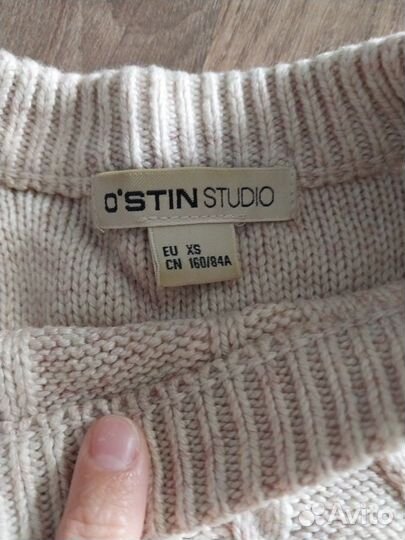 O'STIN STUDIO
EU XS
CN 160/84A
Avito